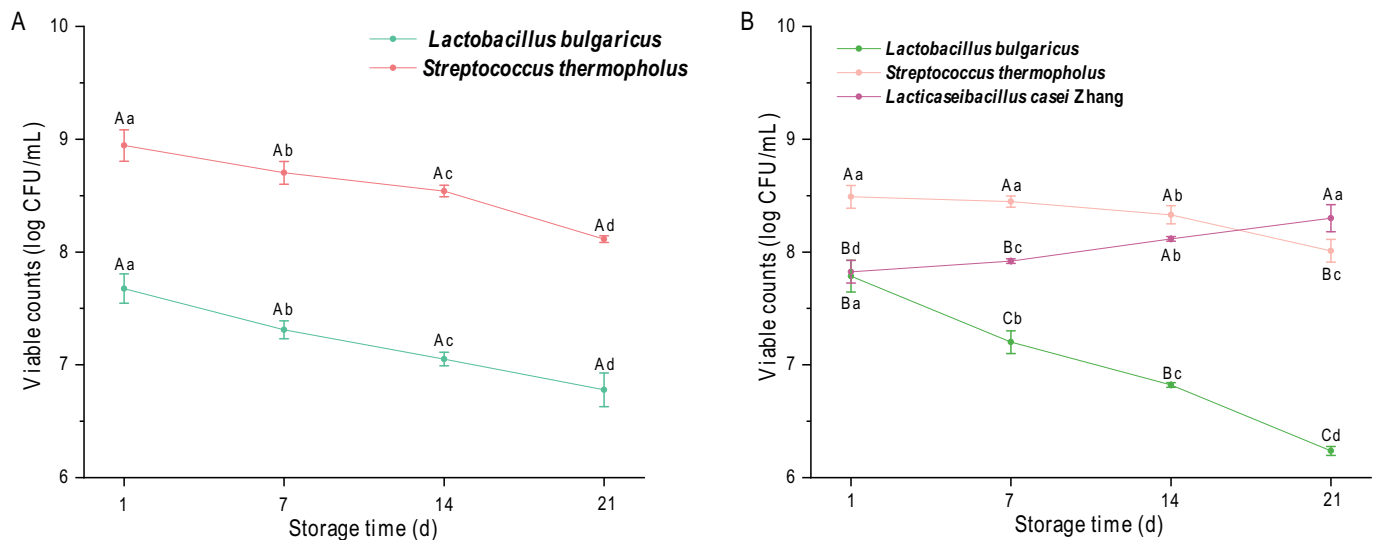 A
Lactobacillus bulgaricus
Streptococcus thermopholus
Viable counts (log CFU/mL)
10
9
8
7
6
Aa
Ab
Ac
Ad
Aa
Ab
Ac
Ad
1
7
14
21
Storage time (d)
B
Lactobacillus bulgaricus
Streptococcus thermopholus
Lacticaseibacillus casei Zhang
Viable counts (log CFU/mL)
10
9
8
7
6
Aa
Aa
Ab
Aa
Bd
Bc
Ab
Bc
Ba
Cb
Bc
Cd
1
7
14
21
Storage time (d)